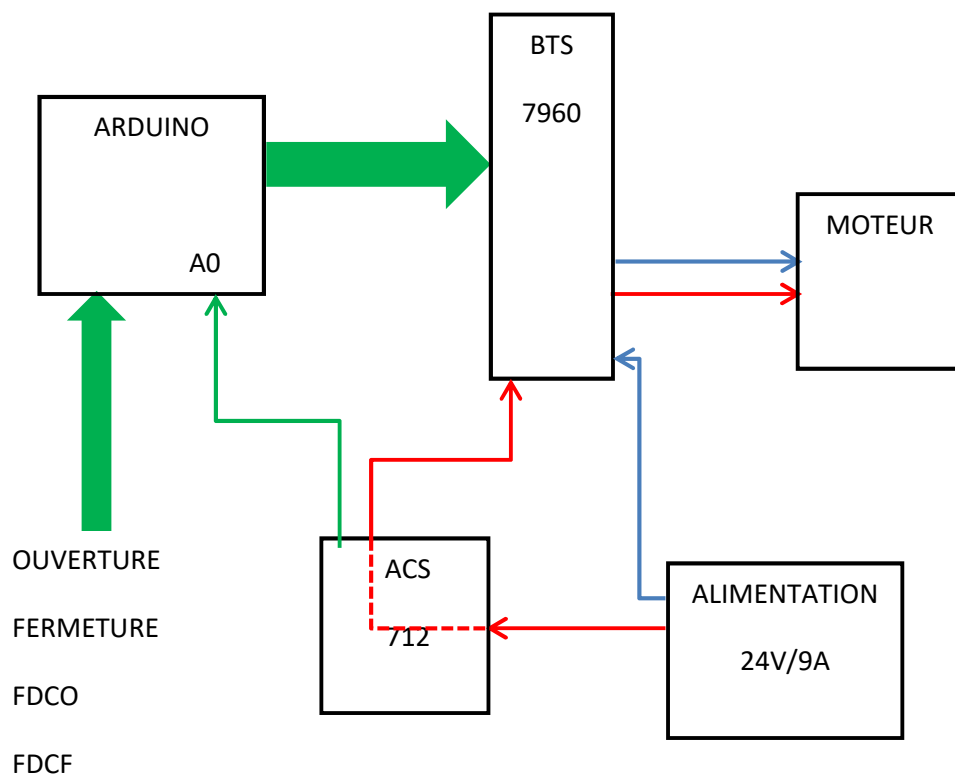 BTS
7960
ARDUINO
A0
MOTEUR
OUVERTURE
FERMETURE
FDCO
FDCF
ACS
712
ALIMENTATION
24V/9A